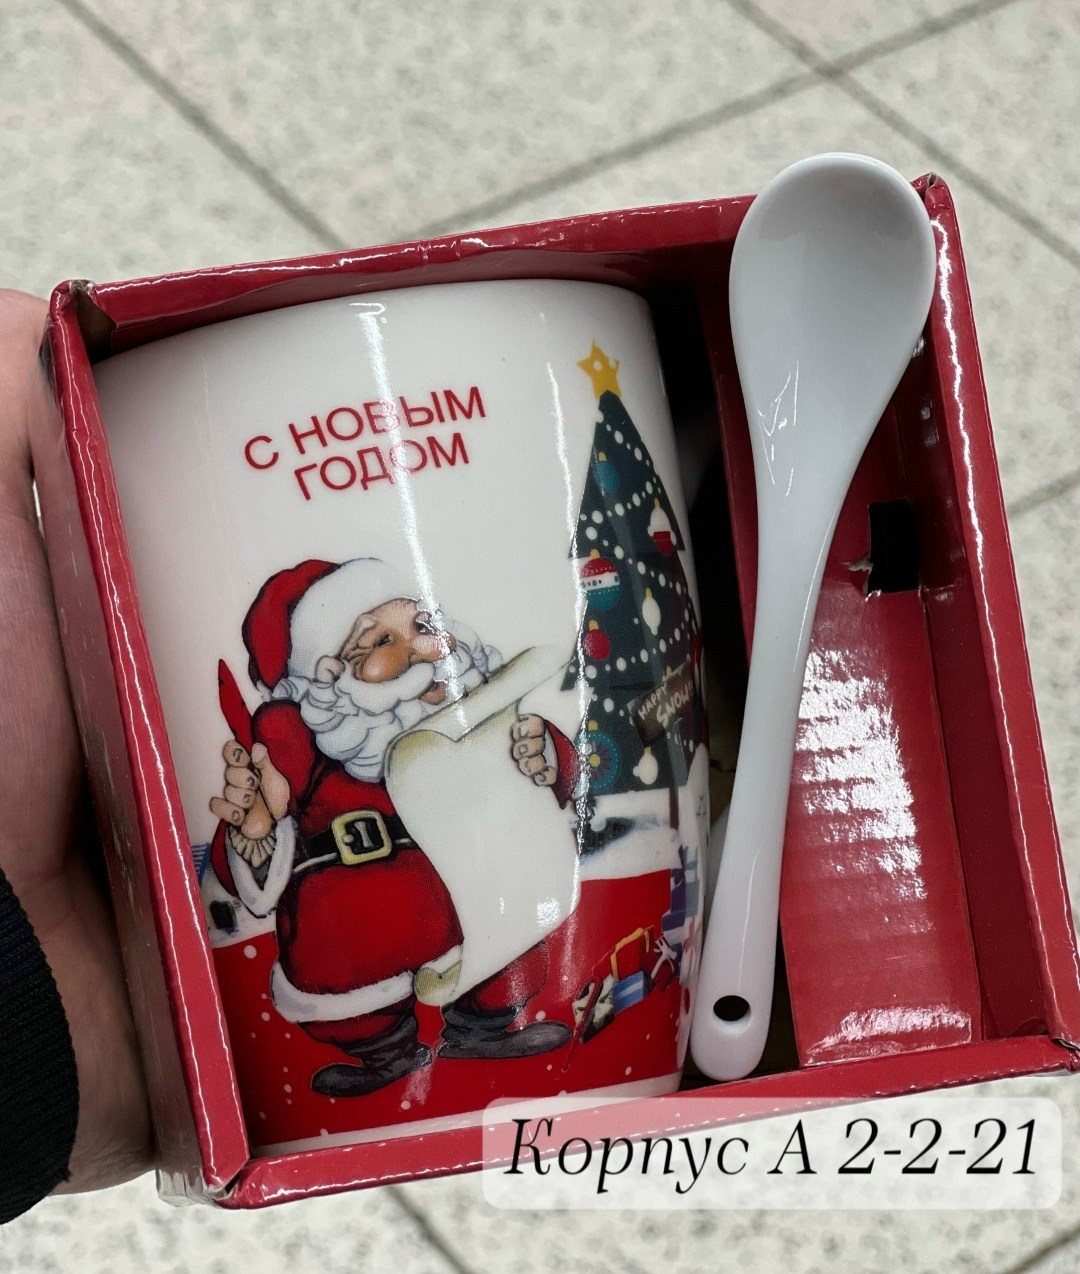 С НОВЫМ
ГОДОМ
HAPPY
SNOW
Корпус А 2-2-21